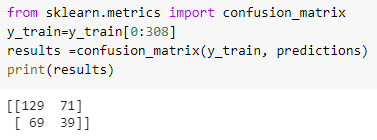 from sklearn.metrics import confusion_matrix
y_train=y_train[0:308]
results =confusion_matrix(y_train, predictions)
print(results)
[[129 71]
[ 69 39]]